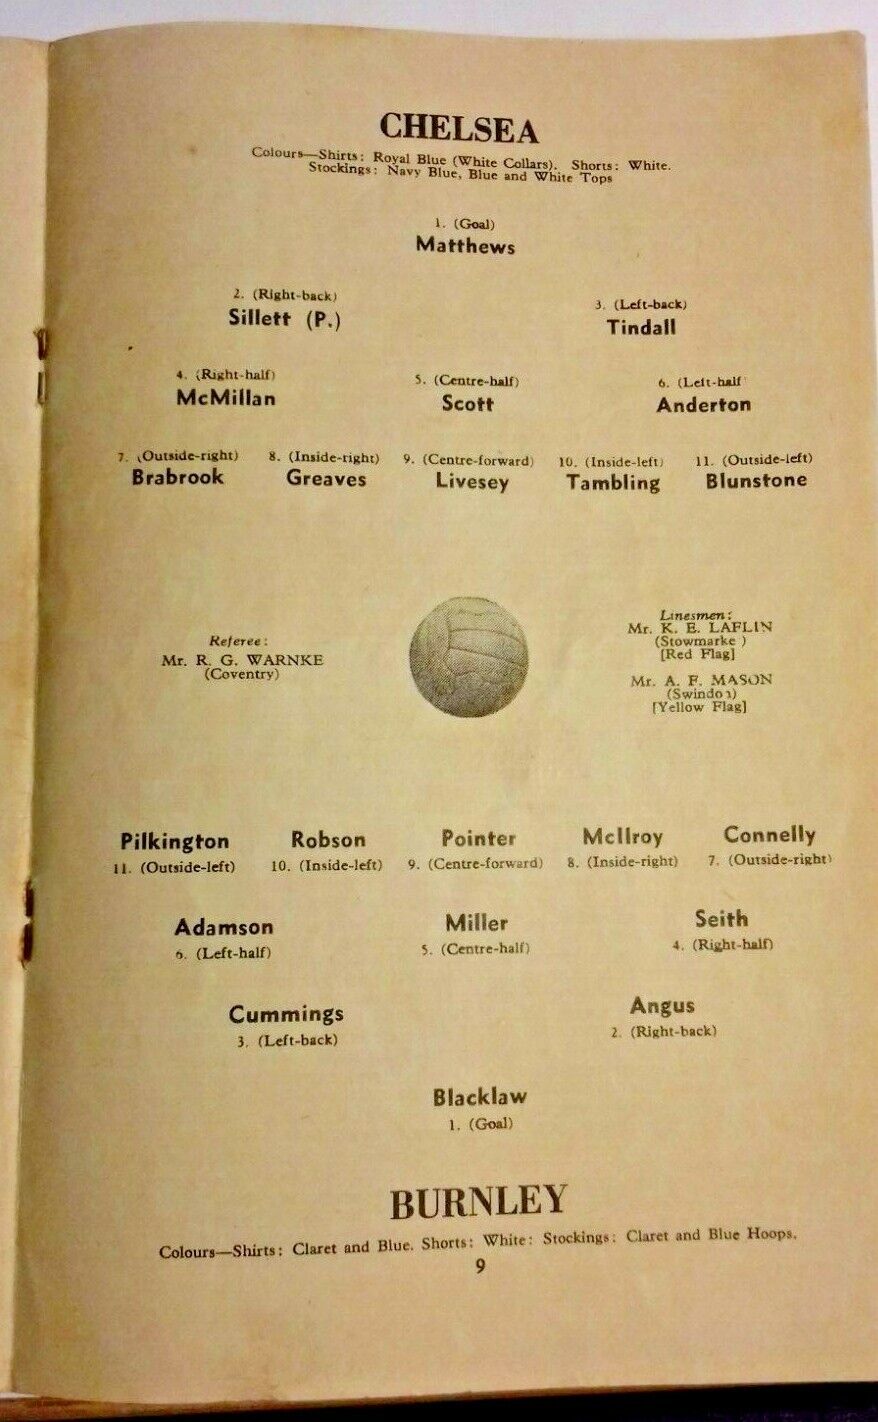 CHELSEA
Colours—Shirts: Royal Blue (White Collars). Shorts: White.
Stockings: Navy Blue, Blue and White Tops
1. (Goal)
Matthews
2. (Right-back) 3. (Left-back)
Sillett (P.) Tindall
4. (Right-half) 5. (Centre-half) 6. (Left-half
McMillan Scott Anderton
7. (Outside-right) 8. (Inside-right) 9. (Centre-forward) 10. (Inside-left) 11. (Outside-left)
Brabrook Greaves Livesey Tambling Blunstone
Referee:
Mr. R. G. WARNKE
(Coventry)
Linesmen:
Mr. K. E. LAFLIN
(Stowmarke )
[Red Flag]
Mr. A. F. MASON
(Swindon)
[Yellow Flag]
Pilkington Robson Pointer McIlroy Connelly
11. (Outside-left) 10. (Inside-left) 9. (Centre-forward) 8. (Inside-right) 7. (Outside-right)
Adamson Miller Seith
6. (Left-half) 5. (Centre-half) 4. (Right-half)
Cummings Angus
3. (Left-back) 2. (Right-back)
Blacklaw
1. (Goal)
BURNLEY
Colours—Shirts: Claret and Blue. Shorts: White: Stockings: Claret and Blue Hoops.
9